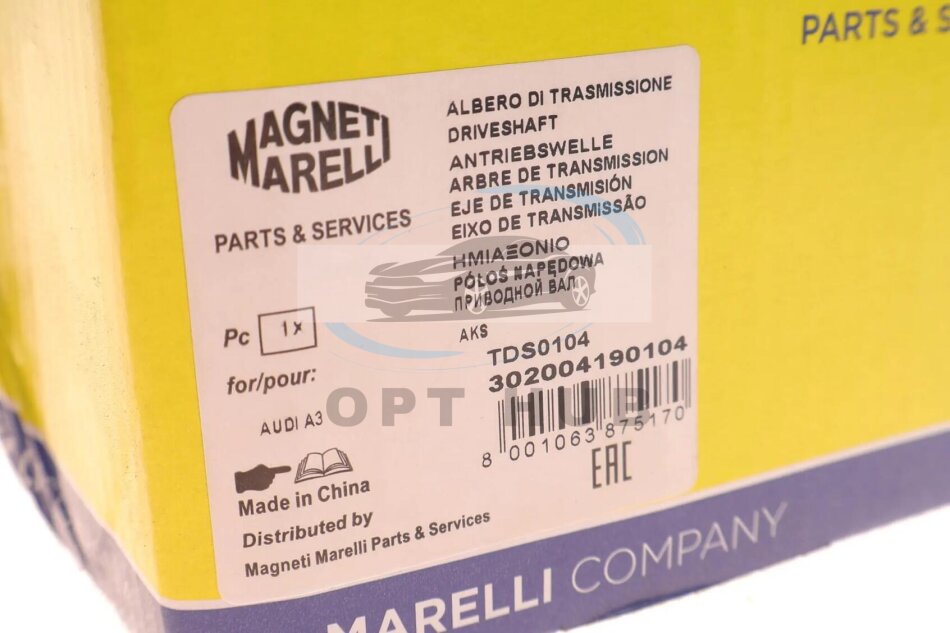 PARTS & S
MAGNETI
MARELLI
PARTS & SERVICES
Pc 1x
for/pour:
AUDI A3
Made in China
Distributed by
Magneti Marelli Parts & Services
ALBERO DI TRASMISSIONE
DRIVESHAFT
ANTRIEBSWELLE
ARBRE DE TRANSMISSION
EJE DE TRANSMISIÓN
EIXO DE TRANSMISSÃO
ΗΜΙΑΞΟΝΙΟ
PÓŁOŚ NAPĘDOWA
ПРИВОДНОЙ ВАЛ
AKS
TDS0104
302004190104
8 001063 875170
EAC
OPT HUB
MARELLI COMPANY